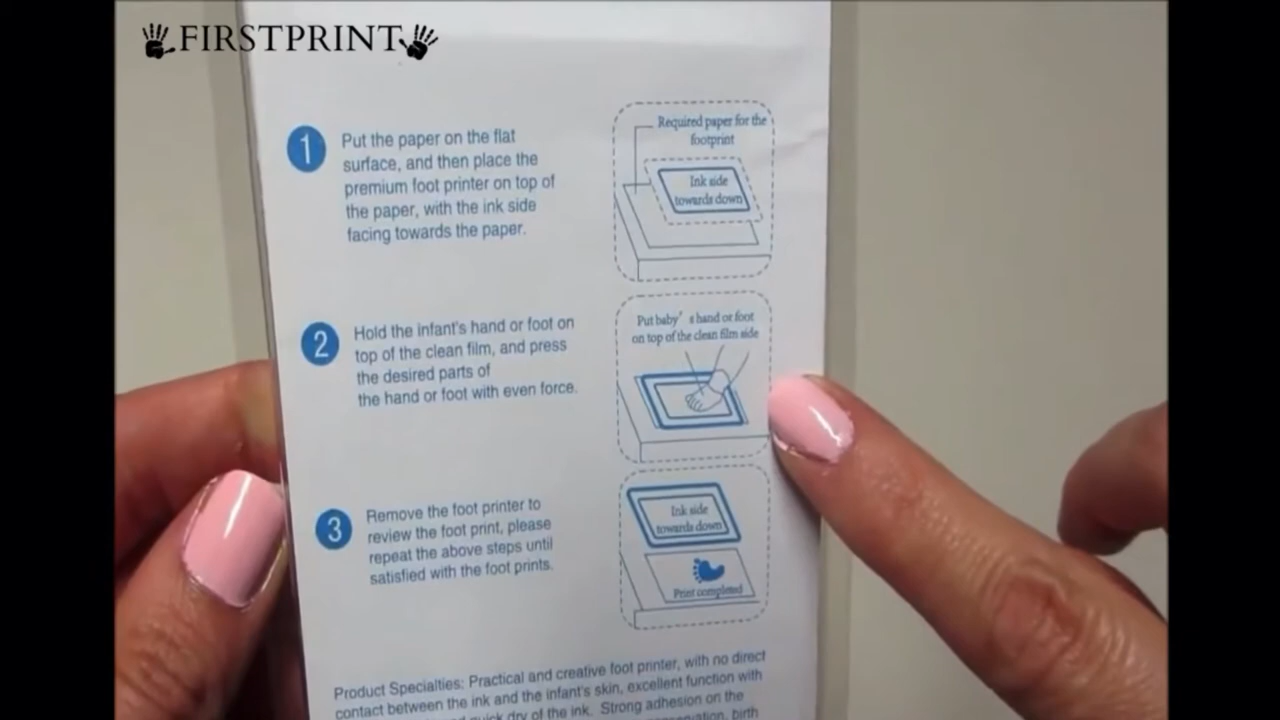 FIRSTPRINT
1
Put the paper on the flat
surface, and then place the
premium foot printer on top of
the paper, with the ink side
facing towards the paper.
Required paper for the
footprint
Ink side
towards down
2
Hold the infant's hand or foot on
top of the clean film, and press
the desired parts of
the hand or foot with even force.
Put baby's hand or foot
on top of the clean film side
3
Remove the foot printer to
review the foot print, please
repeat the above steps until
satisfied with the foot prints.
Ink side
towards down
Print completed
Product Specialties: Practical and creative foot printer, with no direct
contact between the ink and the infant's skin, excellent function with
quick dry of the ink. Strong adhesion on the
birth